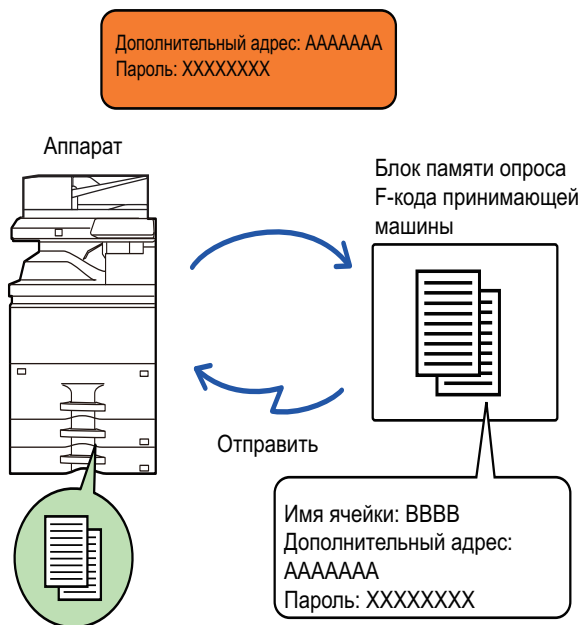 Дополнительный адрес: AAAAAAA
Пароль: XXXXXXXX
Аппарат
Блок памяти опроса
F-кода принимающей
машины
Отправить
Имя ячейки: BBBB
Дополнительный адрес:
AAAAAAA
Пароль: XXXXXXXX